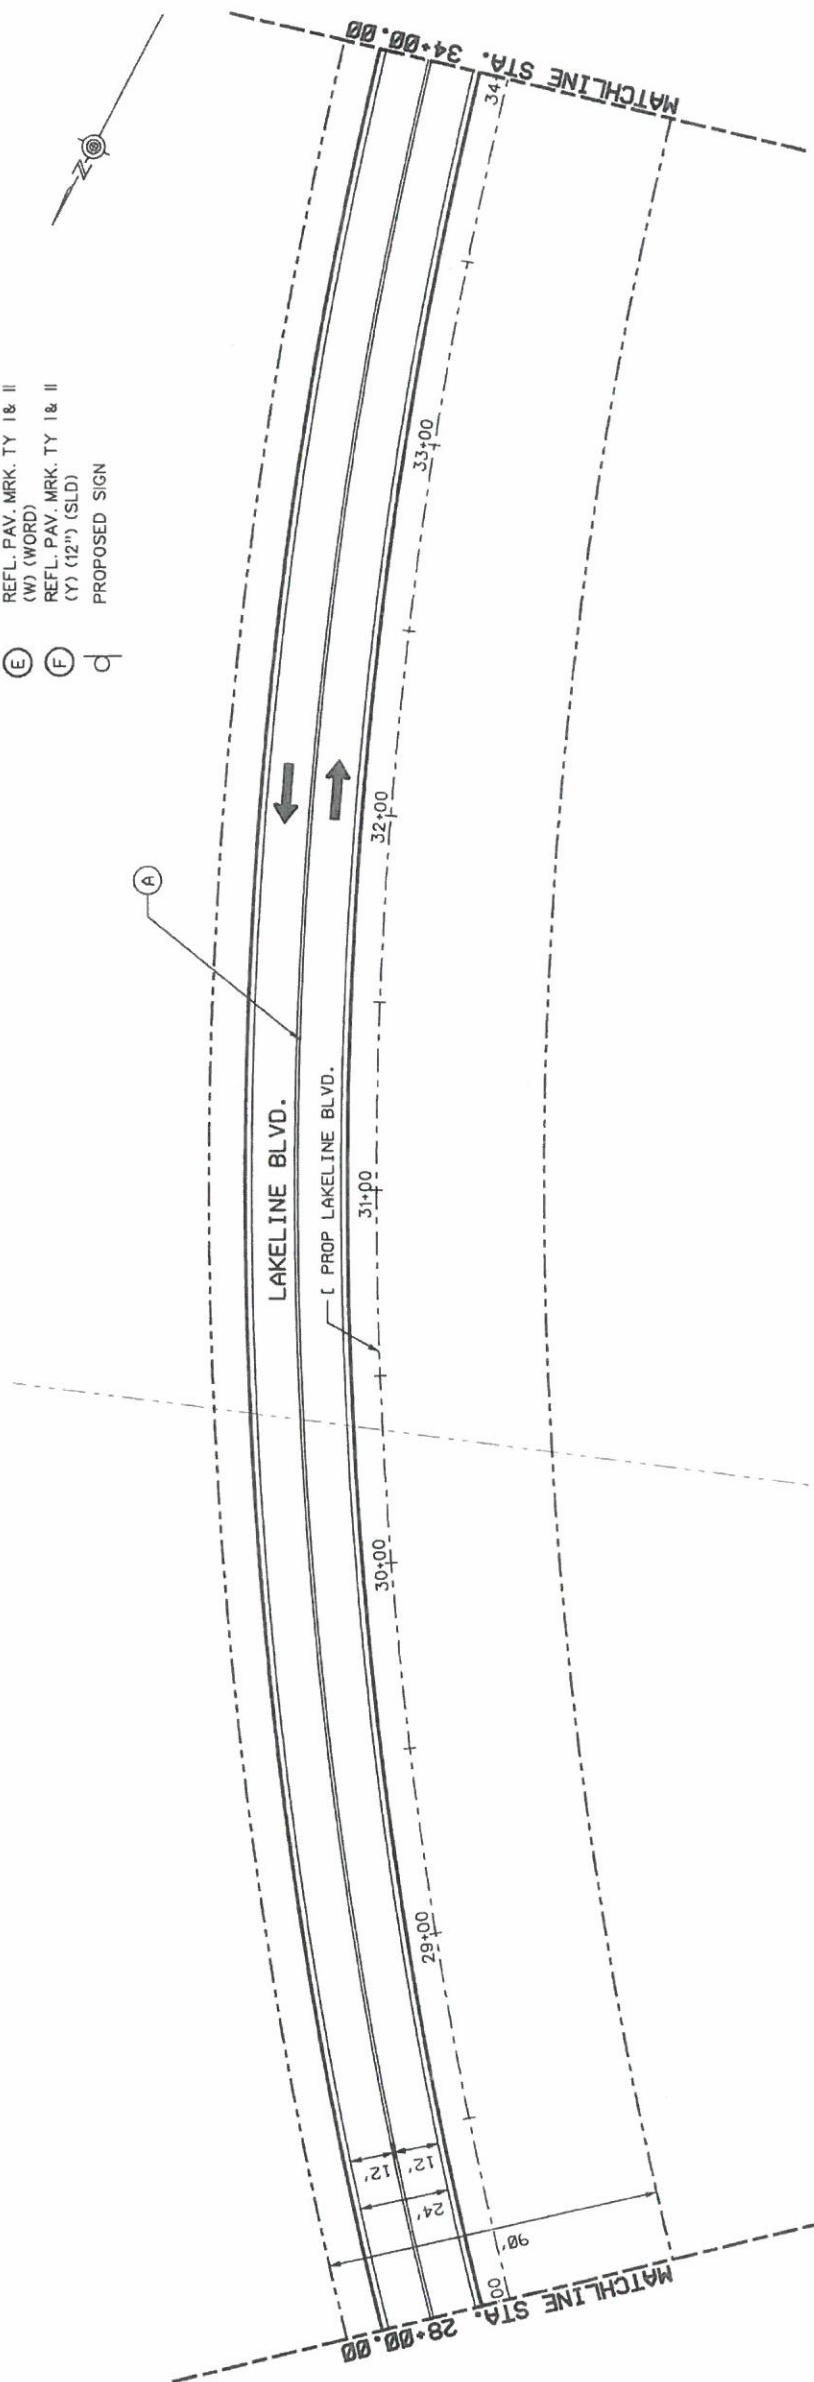 E REFL. PAV. MRK. TY I & II
(W) (WORD)
F REFL. PAV. MRK. TY I & II
(Y) (12") (SLD)
PROPOSED SIGN
N
MATCHLINE STA. 34+00.00
34
33+00
32+00
A
LAKELINE BLVD.
PROP LAKELINE BLVD.
31+00
30+00
29+00
12'
12'
24'
90'
00
MATCHLINE STA. 28+00.00